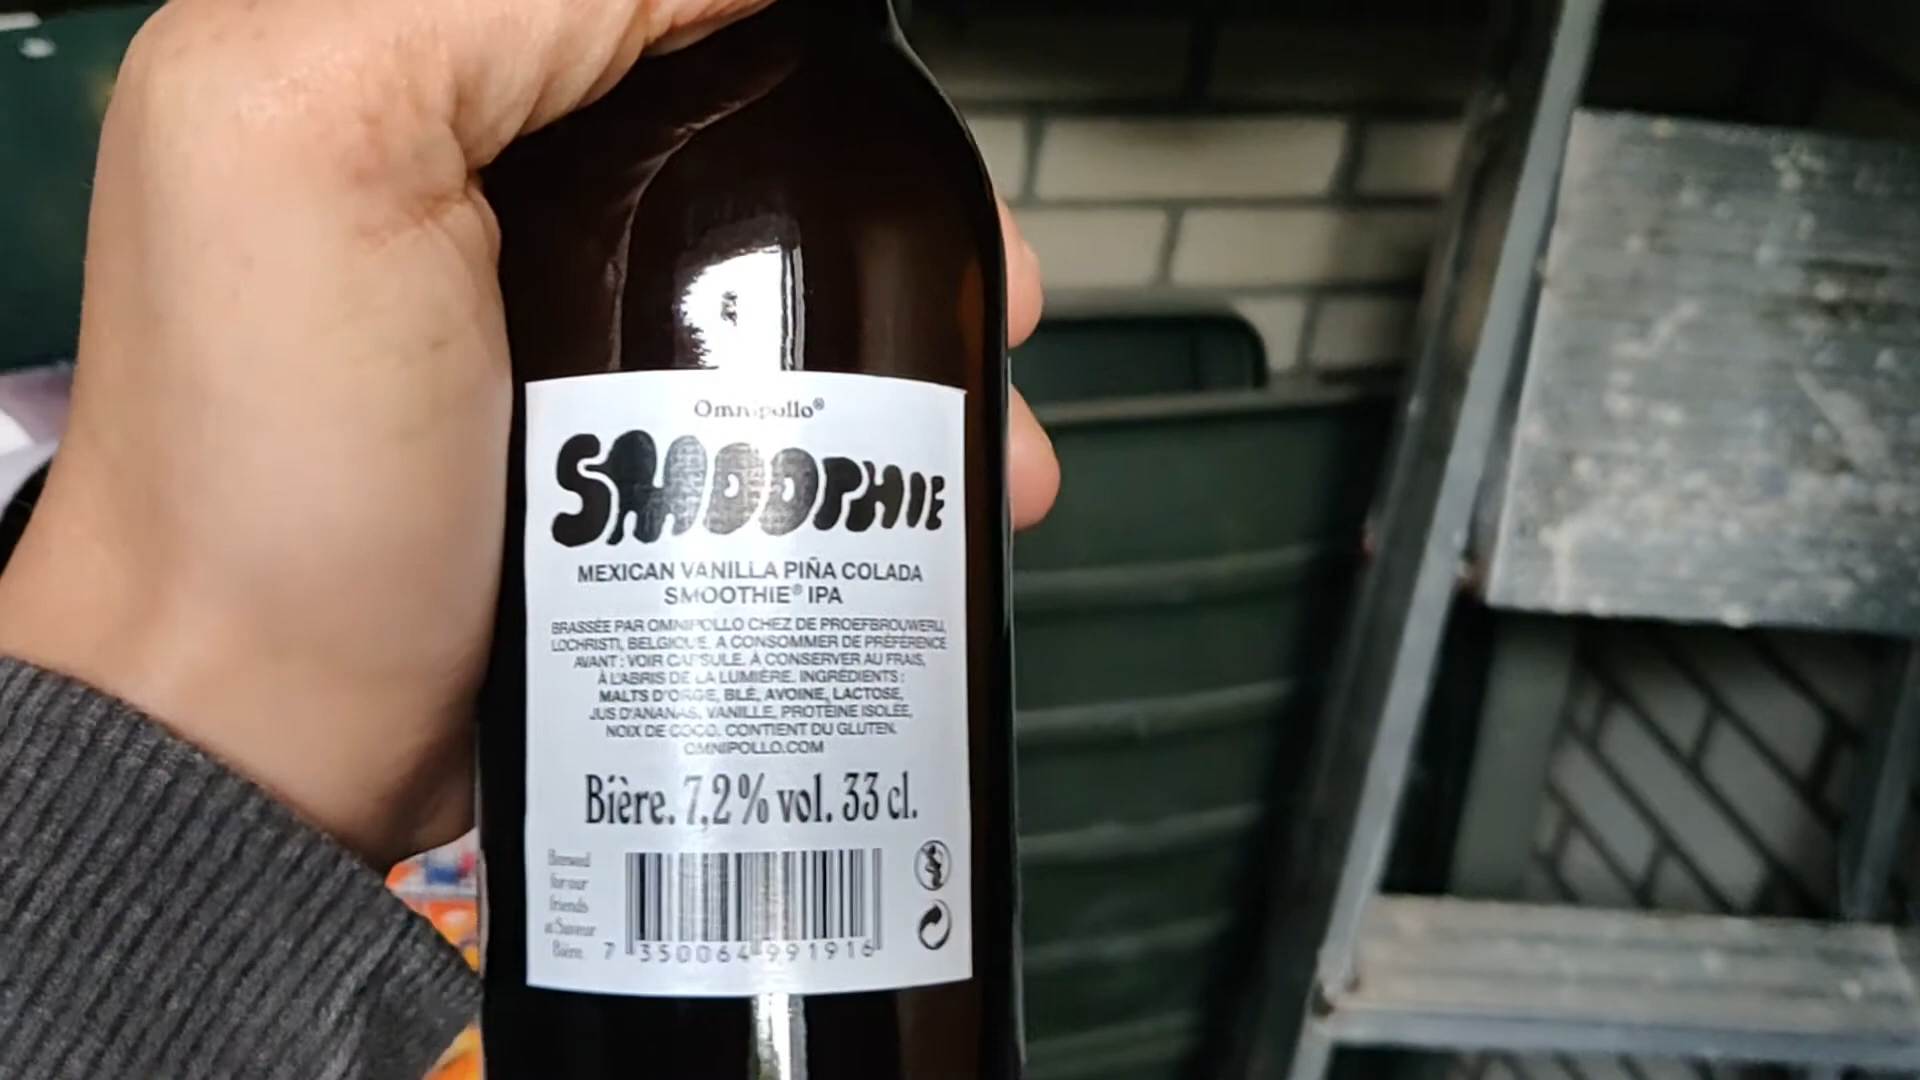 Omnipollo®
SMOOTHIE
MEXICAN VANILLA PIÑA COLADA
SMOOTHIE® IPA
BRASSÉE PAR OMNIPOLLO CHEZ DE PROEFBROUWERIJ,
LOCHRISTI, BELGIQUE. A CONSOMMER DE PRÉFÉRENCE
AVANT : VOIR CAPSULE. À CONSERVER AU FRAIS,
À L'ABRIS DE LA LUMIÈRE. INGRÉDIENTS :
MALTS D'ORGE, BLÉ, AVOINE, LACTOSE,
JUS D'ANANAS, VANILLE, PROTÉINE ISOLÉE,
NOIX DE COCO. CONTIENT DU GLUTEN.
OMNIPOLLO.COM
Bière. 7,2% vol. 33 cl.
Brewed
for our
friends
at Saveur
Bière.
7 350064 991916